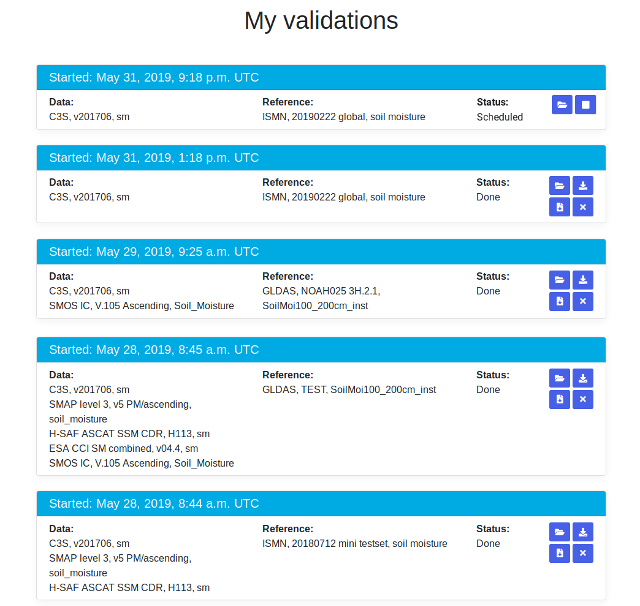 My validations
Started: May 31, 2019, 9:18 p.m. UTC
Data: Reference: Status:
C3S, v201706, sm ISMN, 20190222 global, soil moisture Scheduled
Started: May 31, 2019, 1:18 p.m. UTC
Data: Reference: Status:
C3S, v201706, sm ISMN, 20190222 global, soil moisture Done
Started: May 29, 2019, 9:25 a.m. UTC
Data: Reference: Status:
C3S, v201706, sm GLDAS, NOAH025 3H.2.1, Done
SMOS IC, V.105 Ascending, Soil_Moisture SoilMoi100_200cm_inst
Started: May 28, 2019, 8:45 a.m. UTC
Data: Reference: Status:
C3S, v201706, sm GLDAS, TEST, SoilMoi100_200cm_inst Done
SMAP level 3, v5 PM/ascending,
soil_moisture
H-SAF ASCAT SSM CDR, H113, sm
ESA CCI SM combined, v04.4, sm
SMOS IC, V.105 Ascending, Soil_Moisture
Started: May 28, 2019, 8:44 a.m. UTC
Data: Reference: Status:
C3S, v201706, sm ISMN, 20180712 mini testset, soil moisture Done
SMAP level 3, v5 PM/ascending,
soil_moisture
H-SAF ASCAT SSM CDR, H113, sm